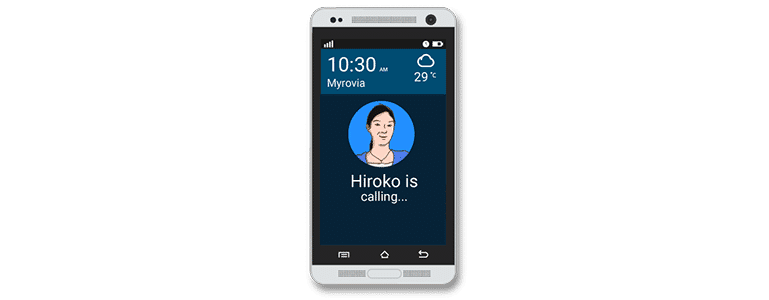 10:30 AM
Myrovia
29 °C
Hiroko is
calling...